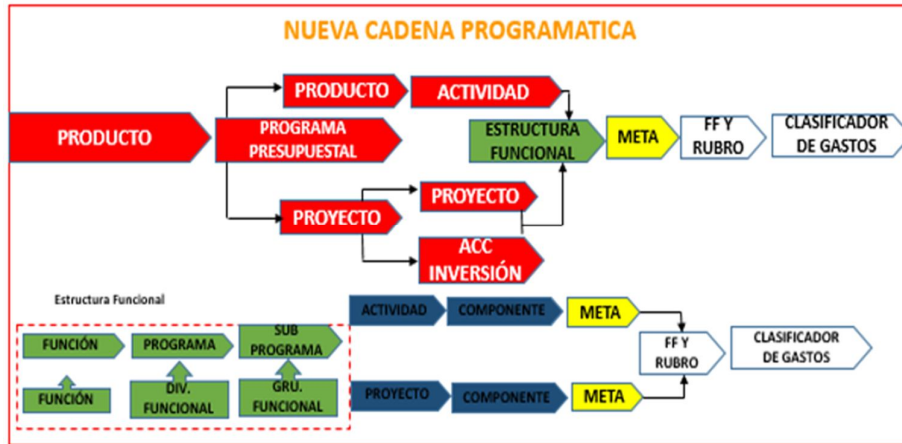 NUEVA CADENA PROGRAMATICA
PRODUCTO
PRODUCTO
ACTIVIDAD
PROGRAMA
PRESUPUESTAL
ESTRUCTURA
FUNCIONAL
META
FF Y
RUBRO
CLASIFICADOR
DE GASTOS
PROYECTO
PROYECTO
ACC
INVERSIÓN
Estructura Funcional
FUNCIÓN
PROGRAMA
SUB
PROGRAMA
FUNCIÓN
DIV.
FUNCIONAL
GRU.
FUNCIONAL
ACTIVIDAD
COMPONENTE
META
FF Y
RUBRO
CLASIFICADOR
DE GASTOS
PROYECTO
COMPONENTE
META